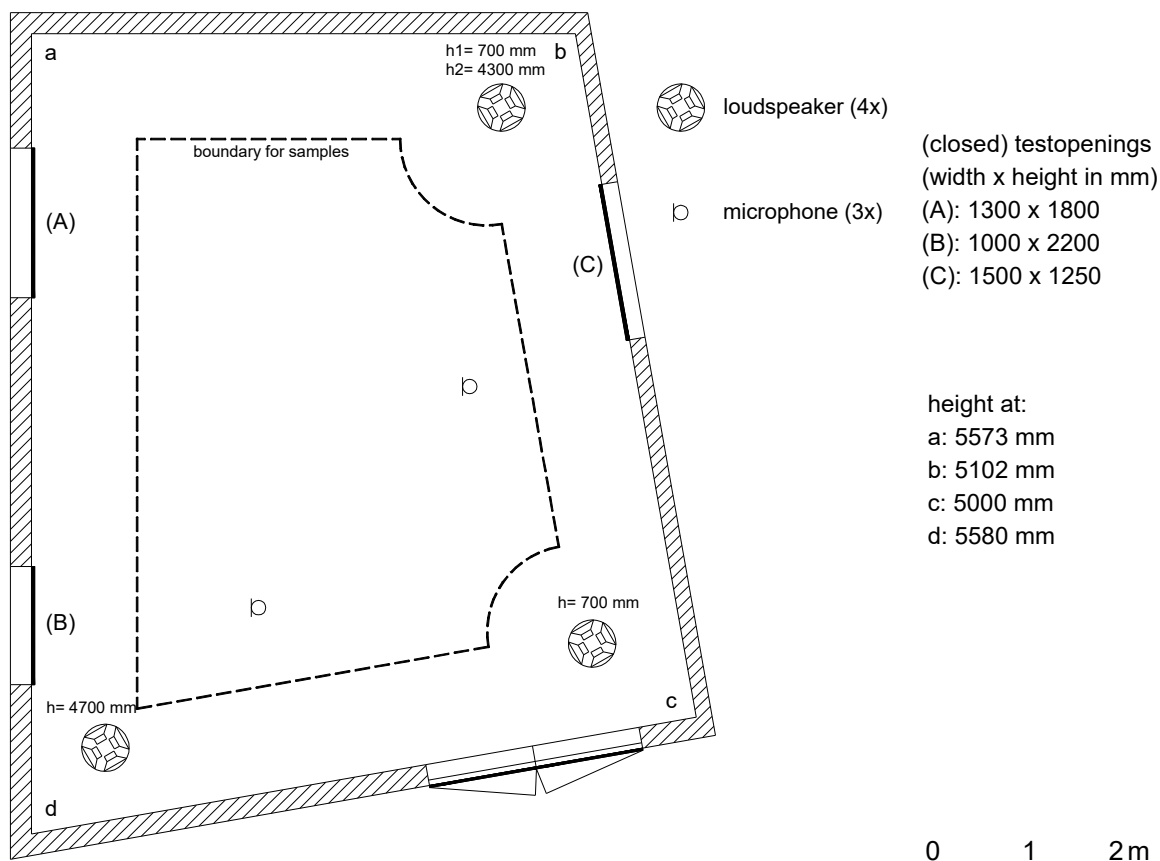 a
h1= 700 mm
h2= 4300 mm
b
boundary for samples
loudspeaker (4x)
(closed) testopenings
(width x height in mm)
(A): 1300 x 1800
(B): 1000 x 2200
(C): 1500 x 1250
microphone (3x)
(A)
(C)
height at:
a: 5573 mm
b: 5102 mm
c: 5000 mm
d: 5580 mm
h= 700 mm
(B)
c
h= 4700 mm
d
0 1 2 m